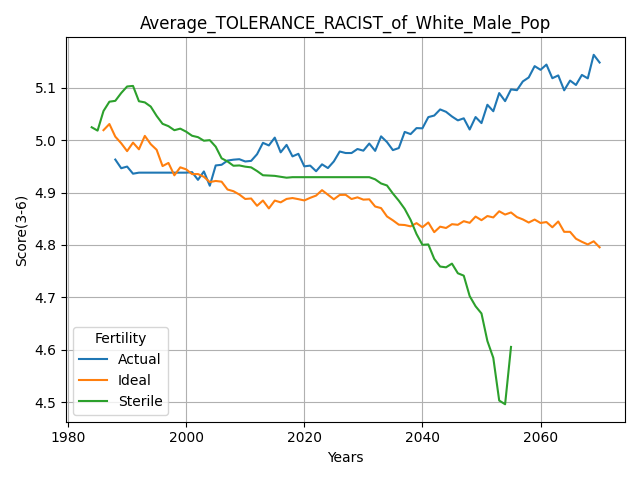 Average_TOLERANCE_RACIST_of_White_Male_Pop
Score(3-6)
5.1
5.0
4.9
4.8
4.7
4.6
4.5
Fertility
Actual
Ideal
Sterile
1980
2000
2020
2040
2060
Years